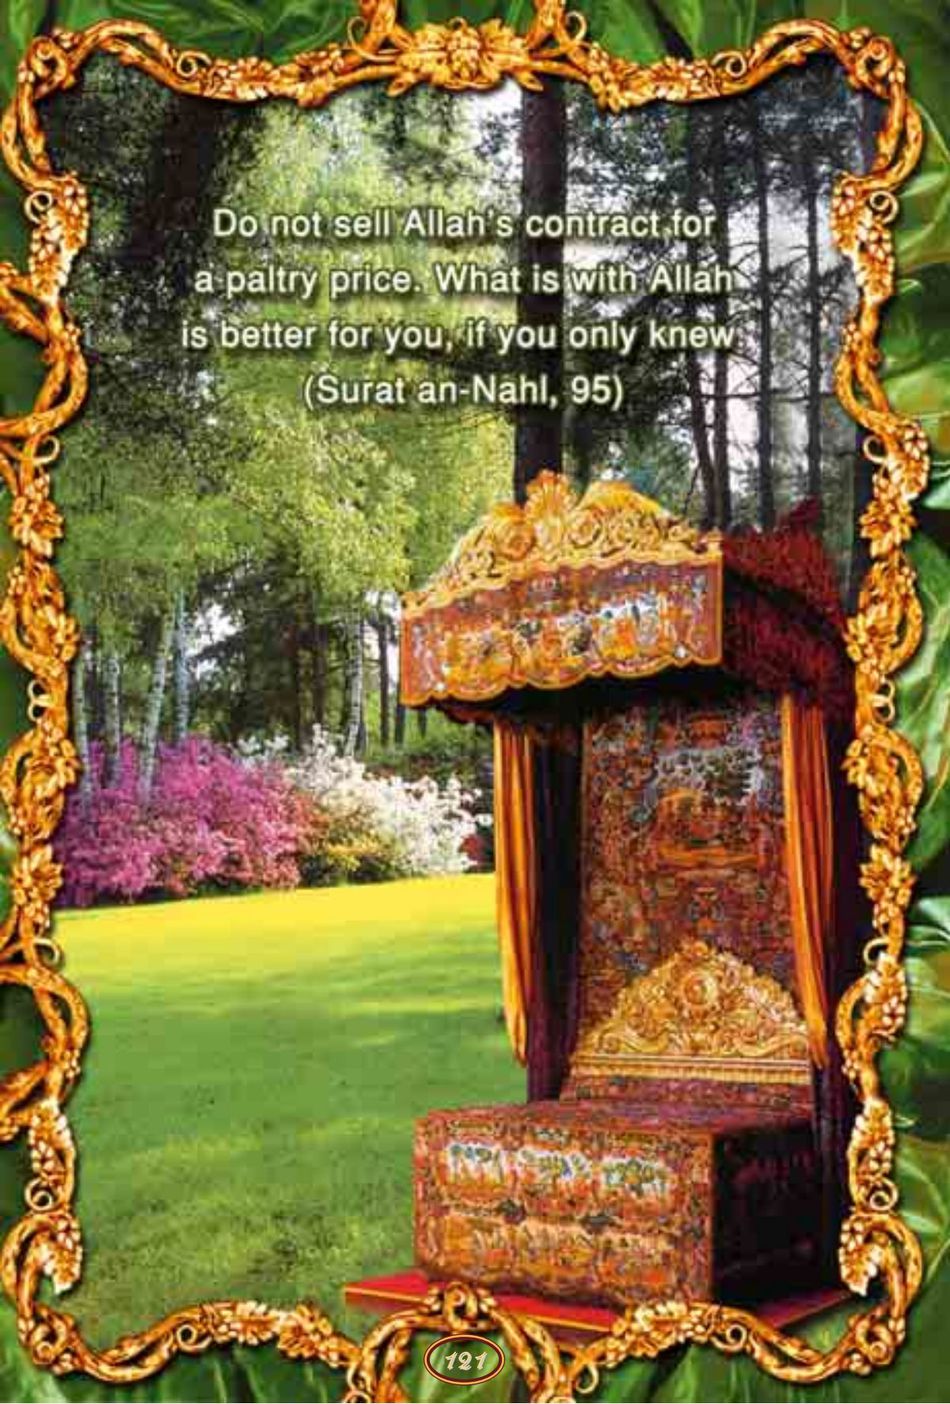 Do not sell Allah's contract for
a paltry price. What is with Allah
is better for you, if you only knew.
(Surat an-Nahl, 95)
121